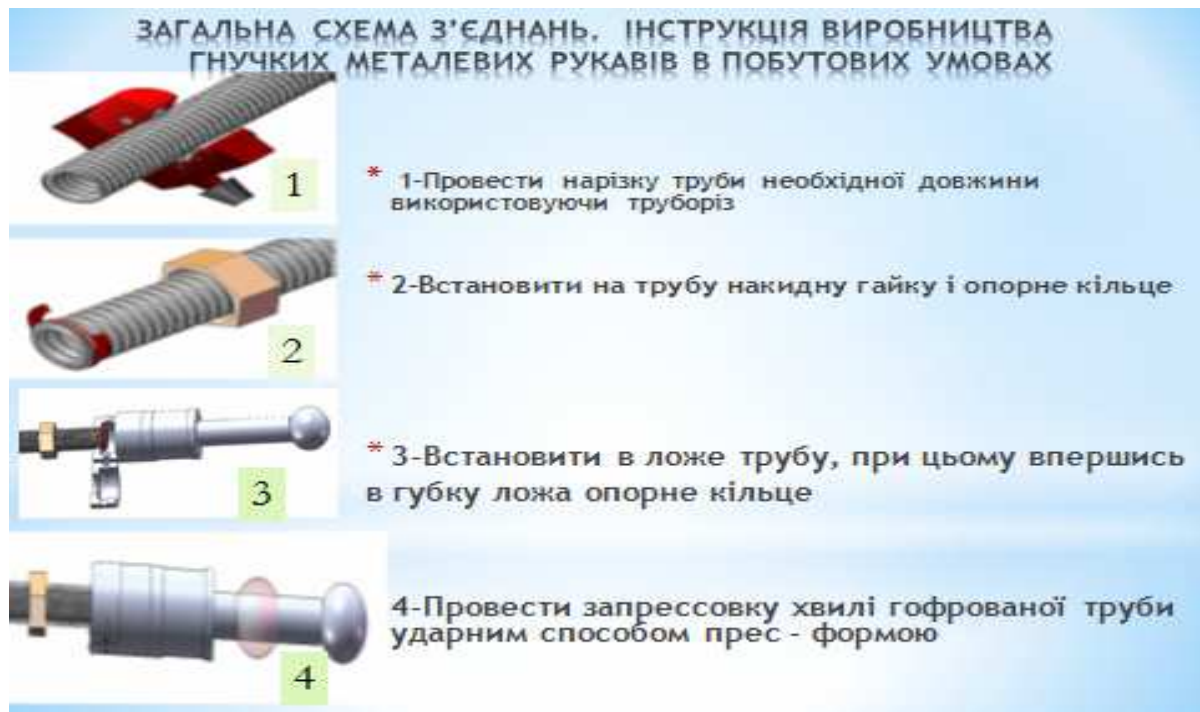 ЗАГАЛЬНА СХЕМА З’ЄДНАНЬ. ІНСТРУКЦІЯ ВИРОБНИЦТВА
ГНУЧКИХ МЕТАЛЕВИХ РУКАВІВ В ПОБУТОВИХ УМОВАХ
1
* 1-Провести нарізку труби необхідної довжини
використовуючи труборіз
2
* 2-Встановити на трубу накидну гайку і опорне кільце
3
* 3-Встановити в ложе трубу, при цьому впершись
в губку ложа опорне кільце
4
4-Провести запрессовку хвилі гофрованої труби
ударним способом прес - формою